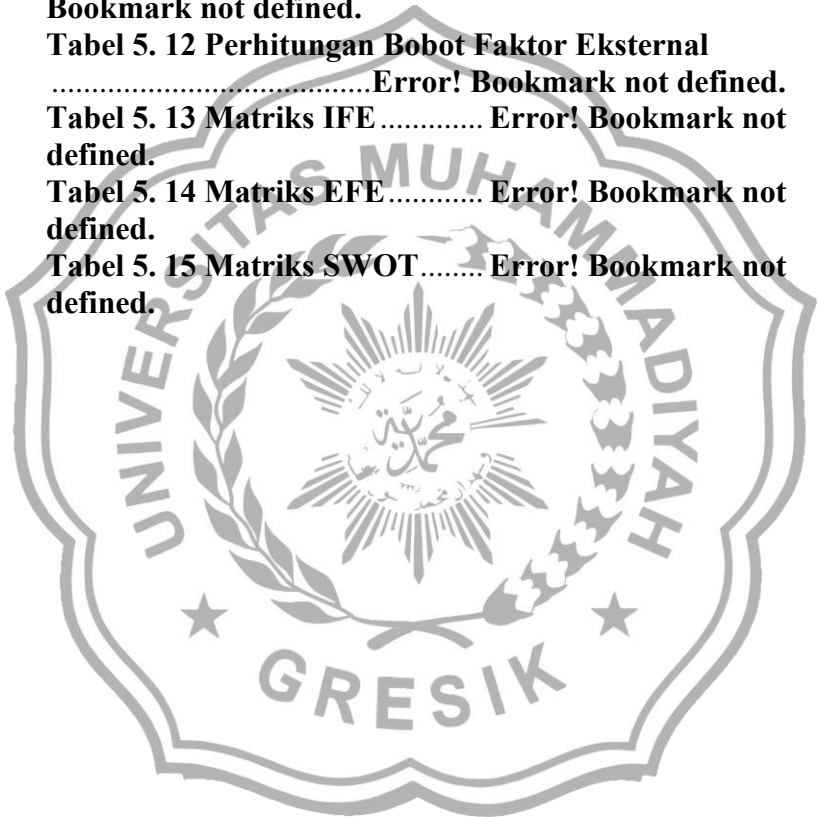 Bookmark not defined.
Tabel 5. 12 Perhitungan Bobot Faktor Eksternal
........................................Error! Bookmark not defined.
Tabel 5. 13 Matriks IFE............. Error! Bookmark not
defined.
Tabel 5. 14 Matriks EFE............ Error! Bookmark not
defined.
Tabel 5. 15 Matriks SWOT........ Error! Bookmark not
defined.
UNIVERSITAS MUHAMMADIYAH
GRESIK
محمدية